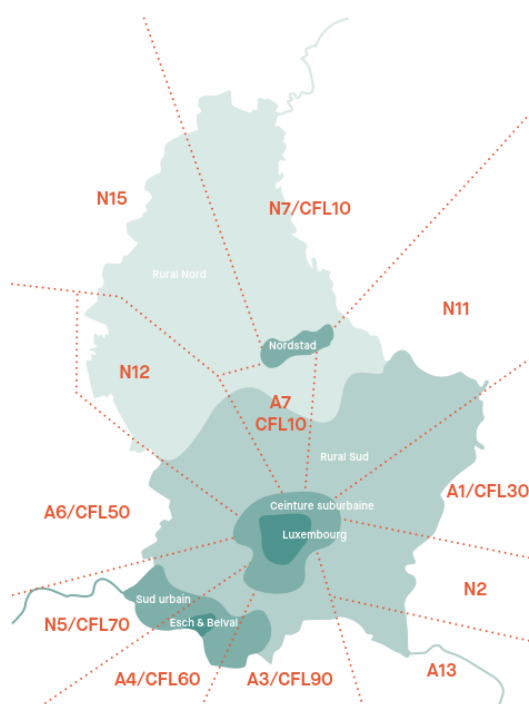 N15
N7/CFL10
Rural Nord
N11
Nordstad
N12
A7
CFL10
Rural Sud
A1/CFL30
Ceinture suburbaine
A6/CFL50
Luxembourg
N2
Sud urbain
N5/CFL70
Esch & Belval
A13
A4/CFL60
A3/CFL90